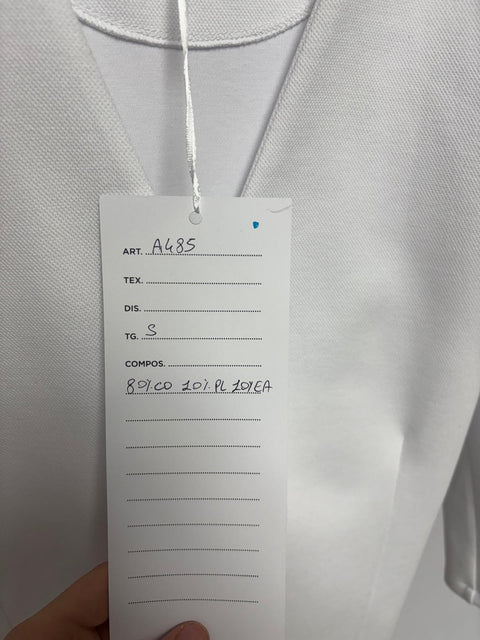 ART. A485
TEX.
DIS.
TG. S
COMPOS.
80%CO 10%PL 10%EA